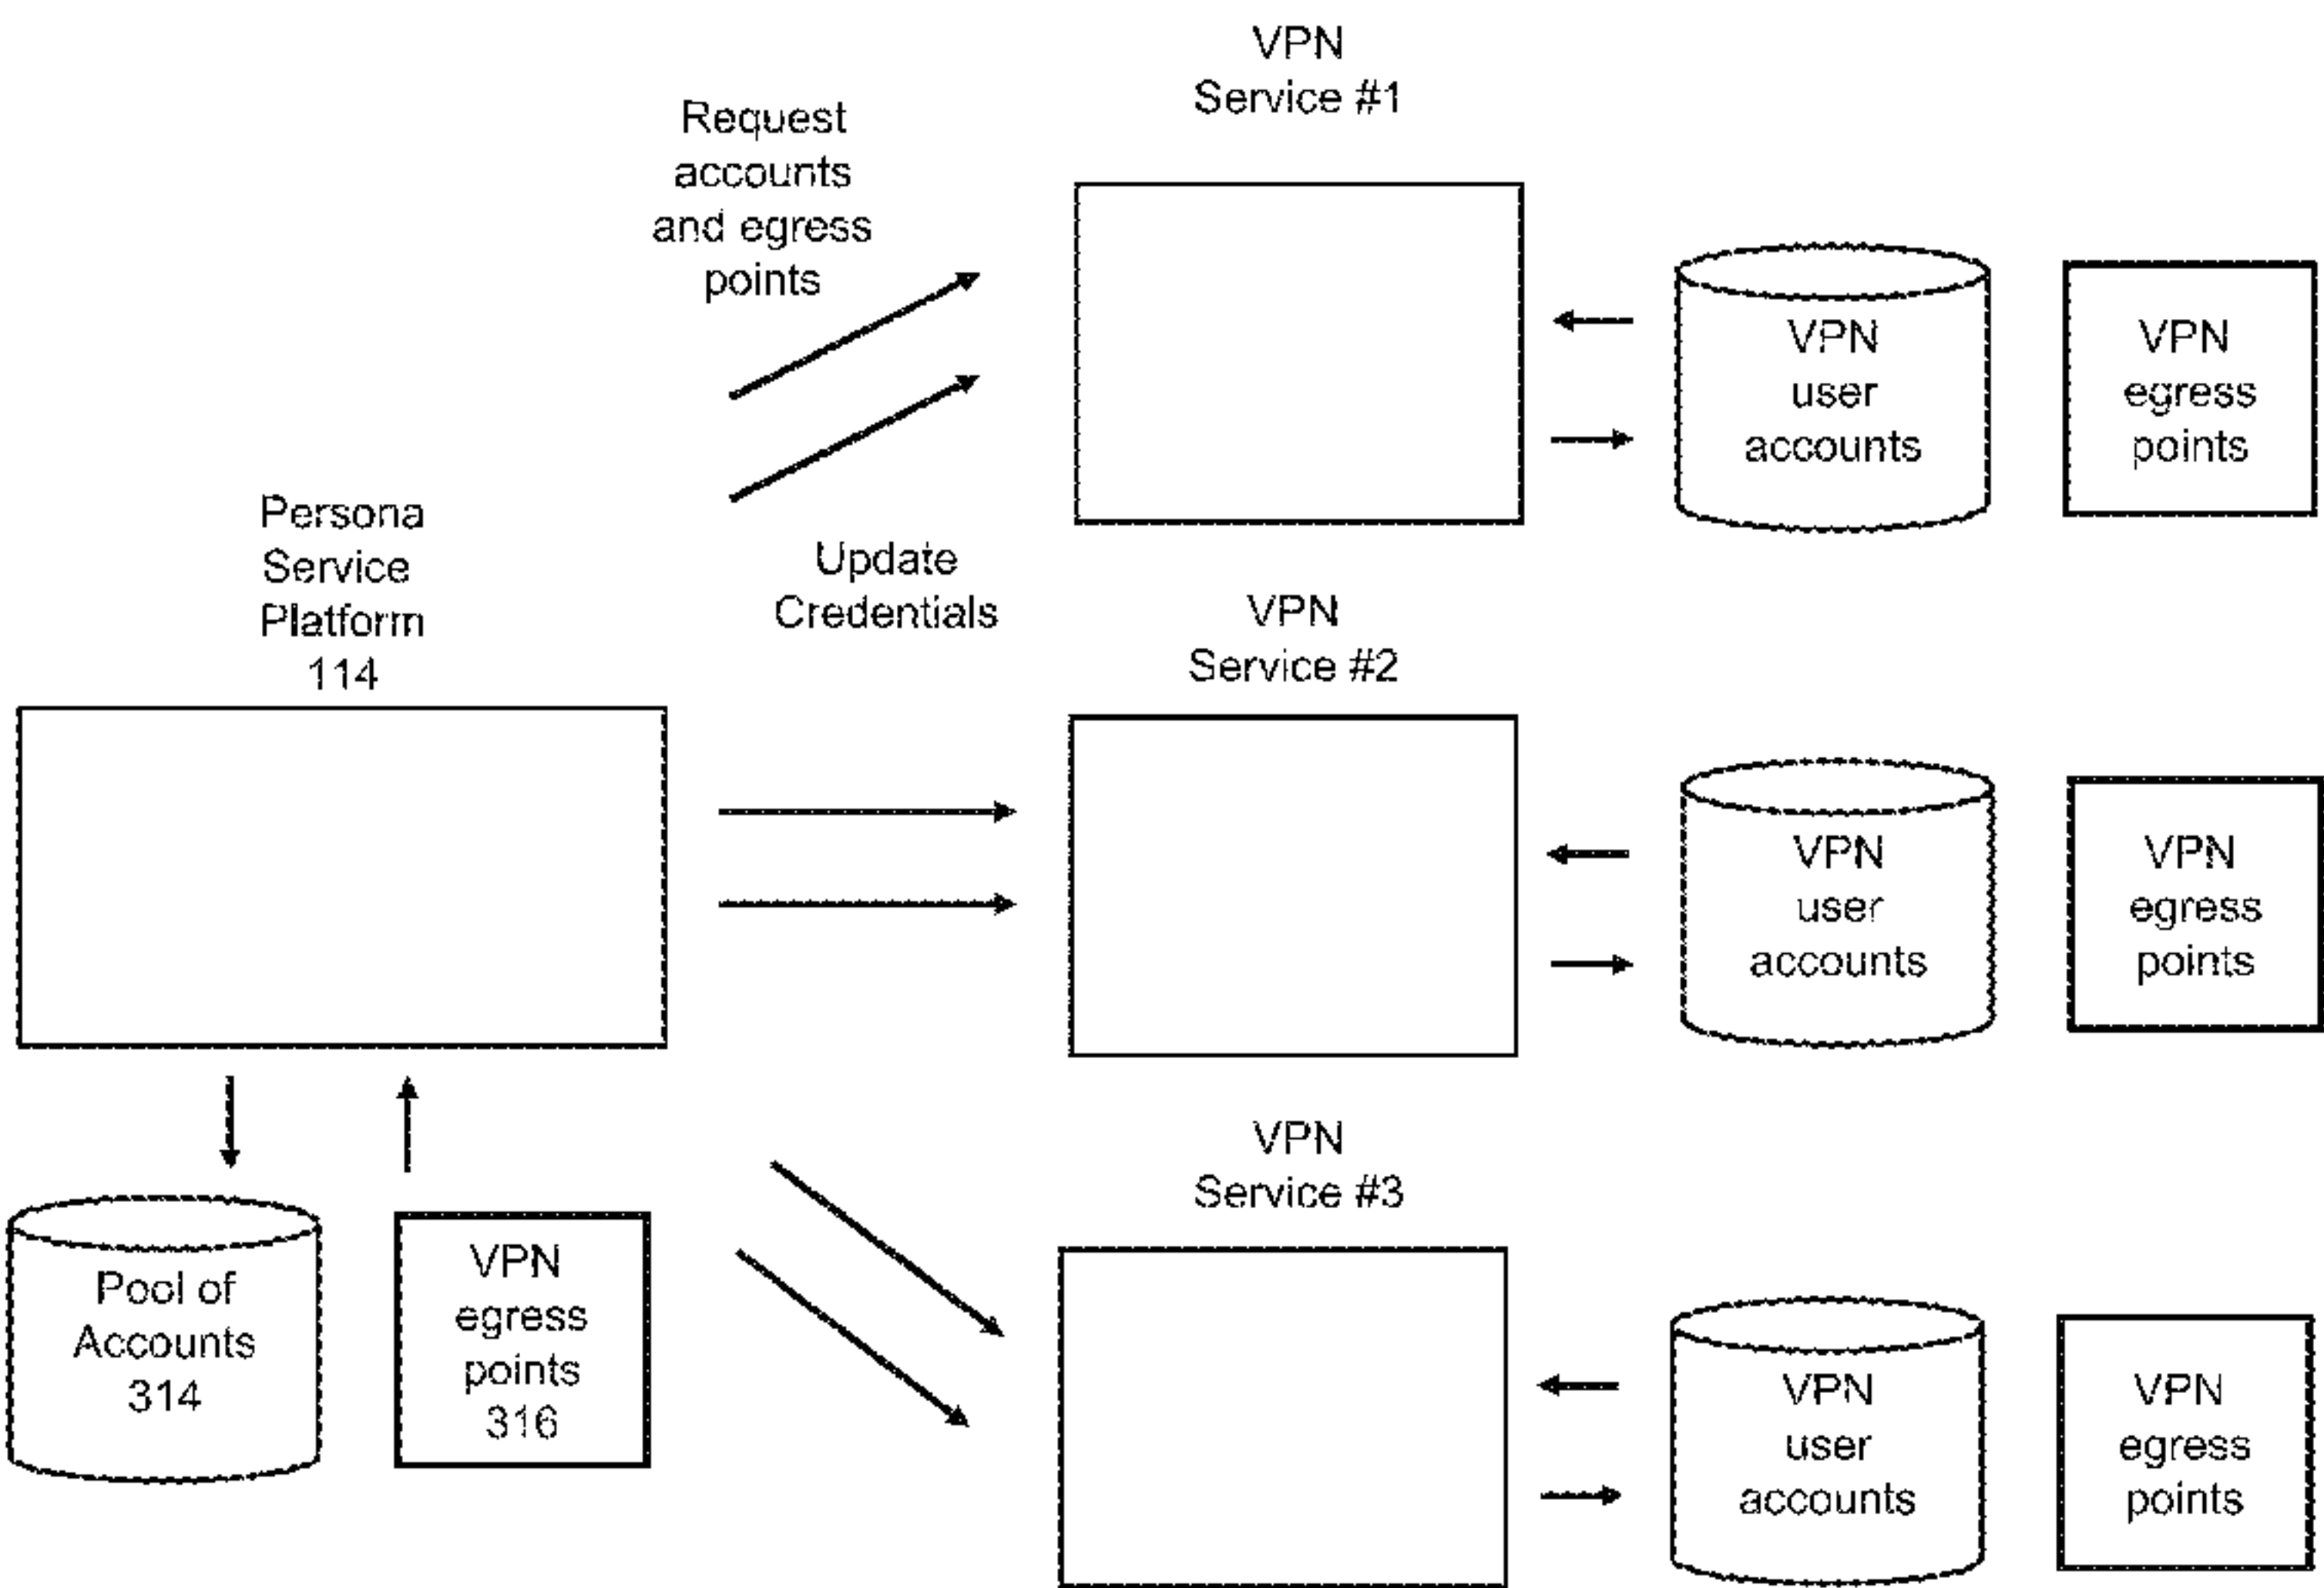 VPN
Service #1
Request
accounts
and egress
points
VPN
user
accounts
VPN
egress
points
Persona
Service
Platform
114
Update
Credentials
VPN
Service #2
VPN
user
accounts
VPN
egress
points
VPN
Service #3
Pool of
Accounts
314
VPN
egress
points
316
VPN
user
accounts
VPN
egress
points